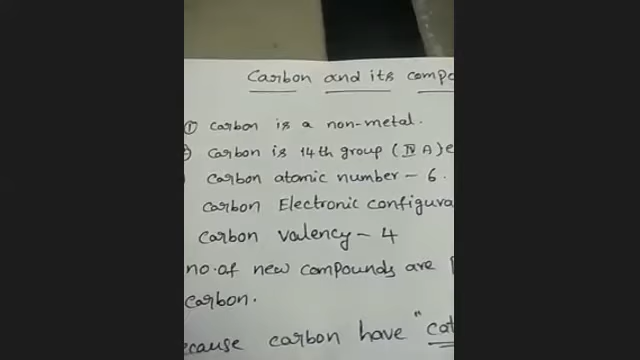 Carbon and its
① Carbon is a non-metal.
Carbon is 14th group (IV A)
Carbon atomic number - 6.
Carbon Electronic
Carbon valency - 4
no. of new compounds are
carbon.
carbon have "